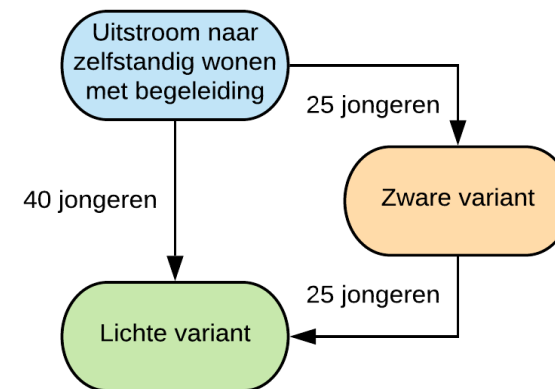 Uitstroom naar
zelfstandig wonen
met begeleiding
25 jongeren
40 jongeren
Zware variant
25 jongeren
Lichte variant